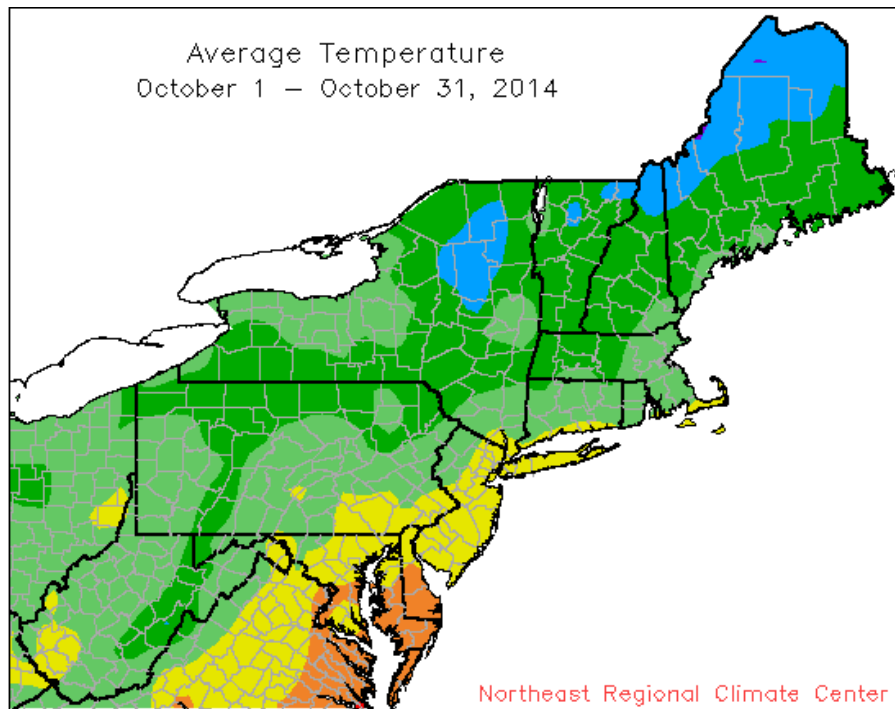 Average Temperature
October 1 – October 31, 2014
Northeast Regional Climate Center